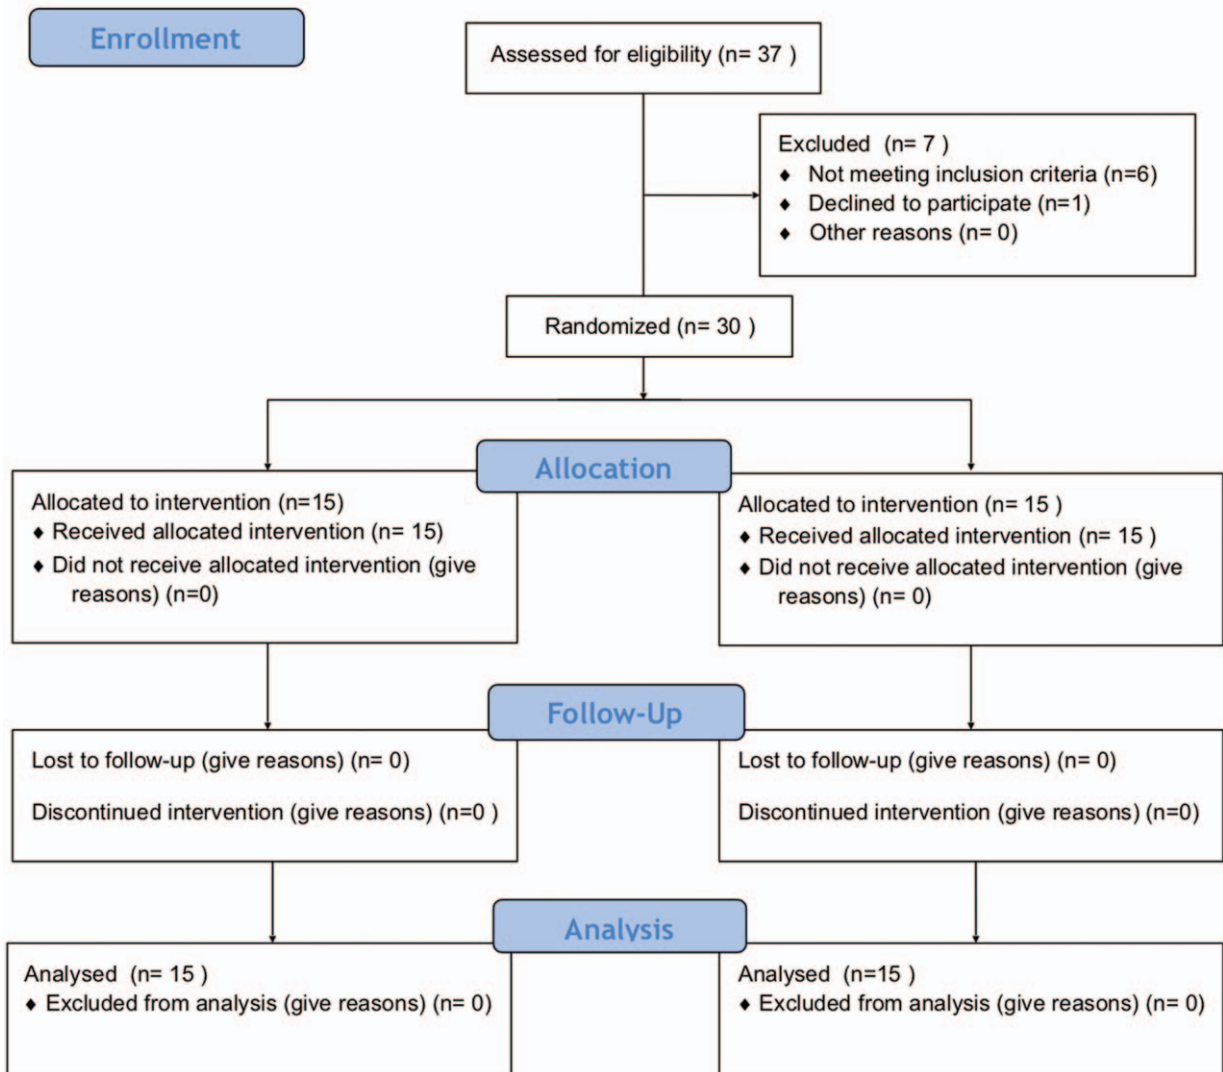 Enrollment
Assessed for eligibility (n= 37 )
Excluded (n= 7 )
♦ Not meeting inclusion criteria (n=6)
♦ Declined to participate (n=1)
♦ Other reasons (n= 0)
Randomized (n= 30 )
Allocation
Allocated to intervention (n=15)
♦ Received allocated intervention (n= 15)
♦ Did not receive allocated intervention (give
reasons) (n=0)
Allocated to intervention (n= 15 )
♦ Received allocated intervention (n= 15 )
♦ Did not receive allocated intervention (give
reasons) (n= 0)
Follow-Up
Lost to follow-up (give reasons) (n= 0)
Discontinued intervention (give reasons) (n=0 )
Lost to follow-up (give reasons) (n= 0)
Discontinued intervention (give reasons) (n=0)
Analysis
Analysed (n= 15 )
♦ Excluded from analysis (give reasons) (n= 0)
Analysed (n=15 )
♦ Excluded from analysis (give reasons) (n= 0)